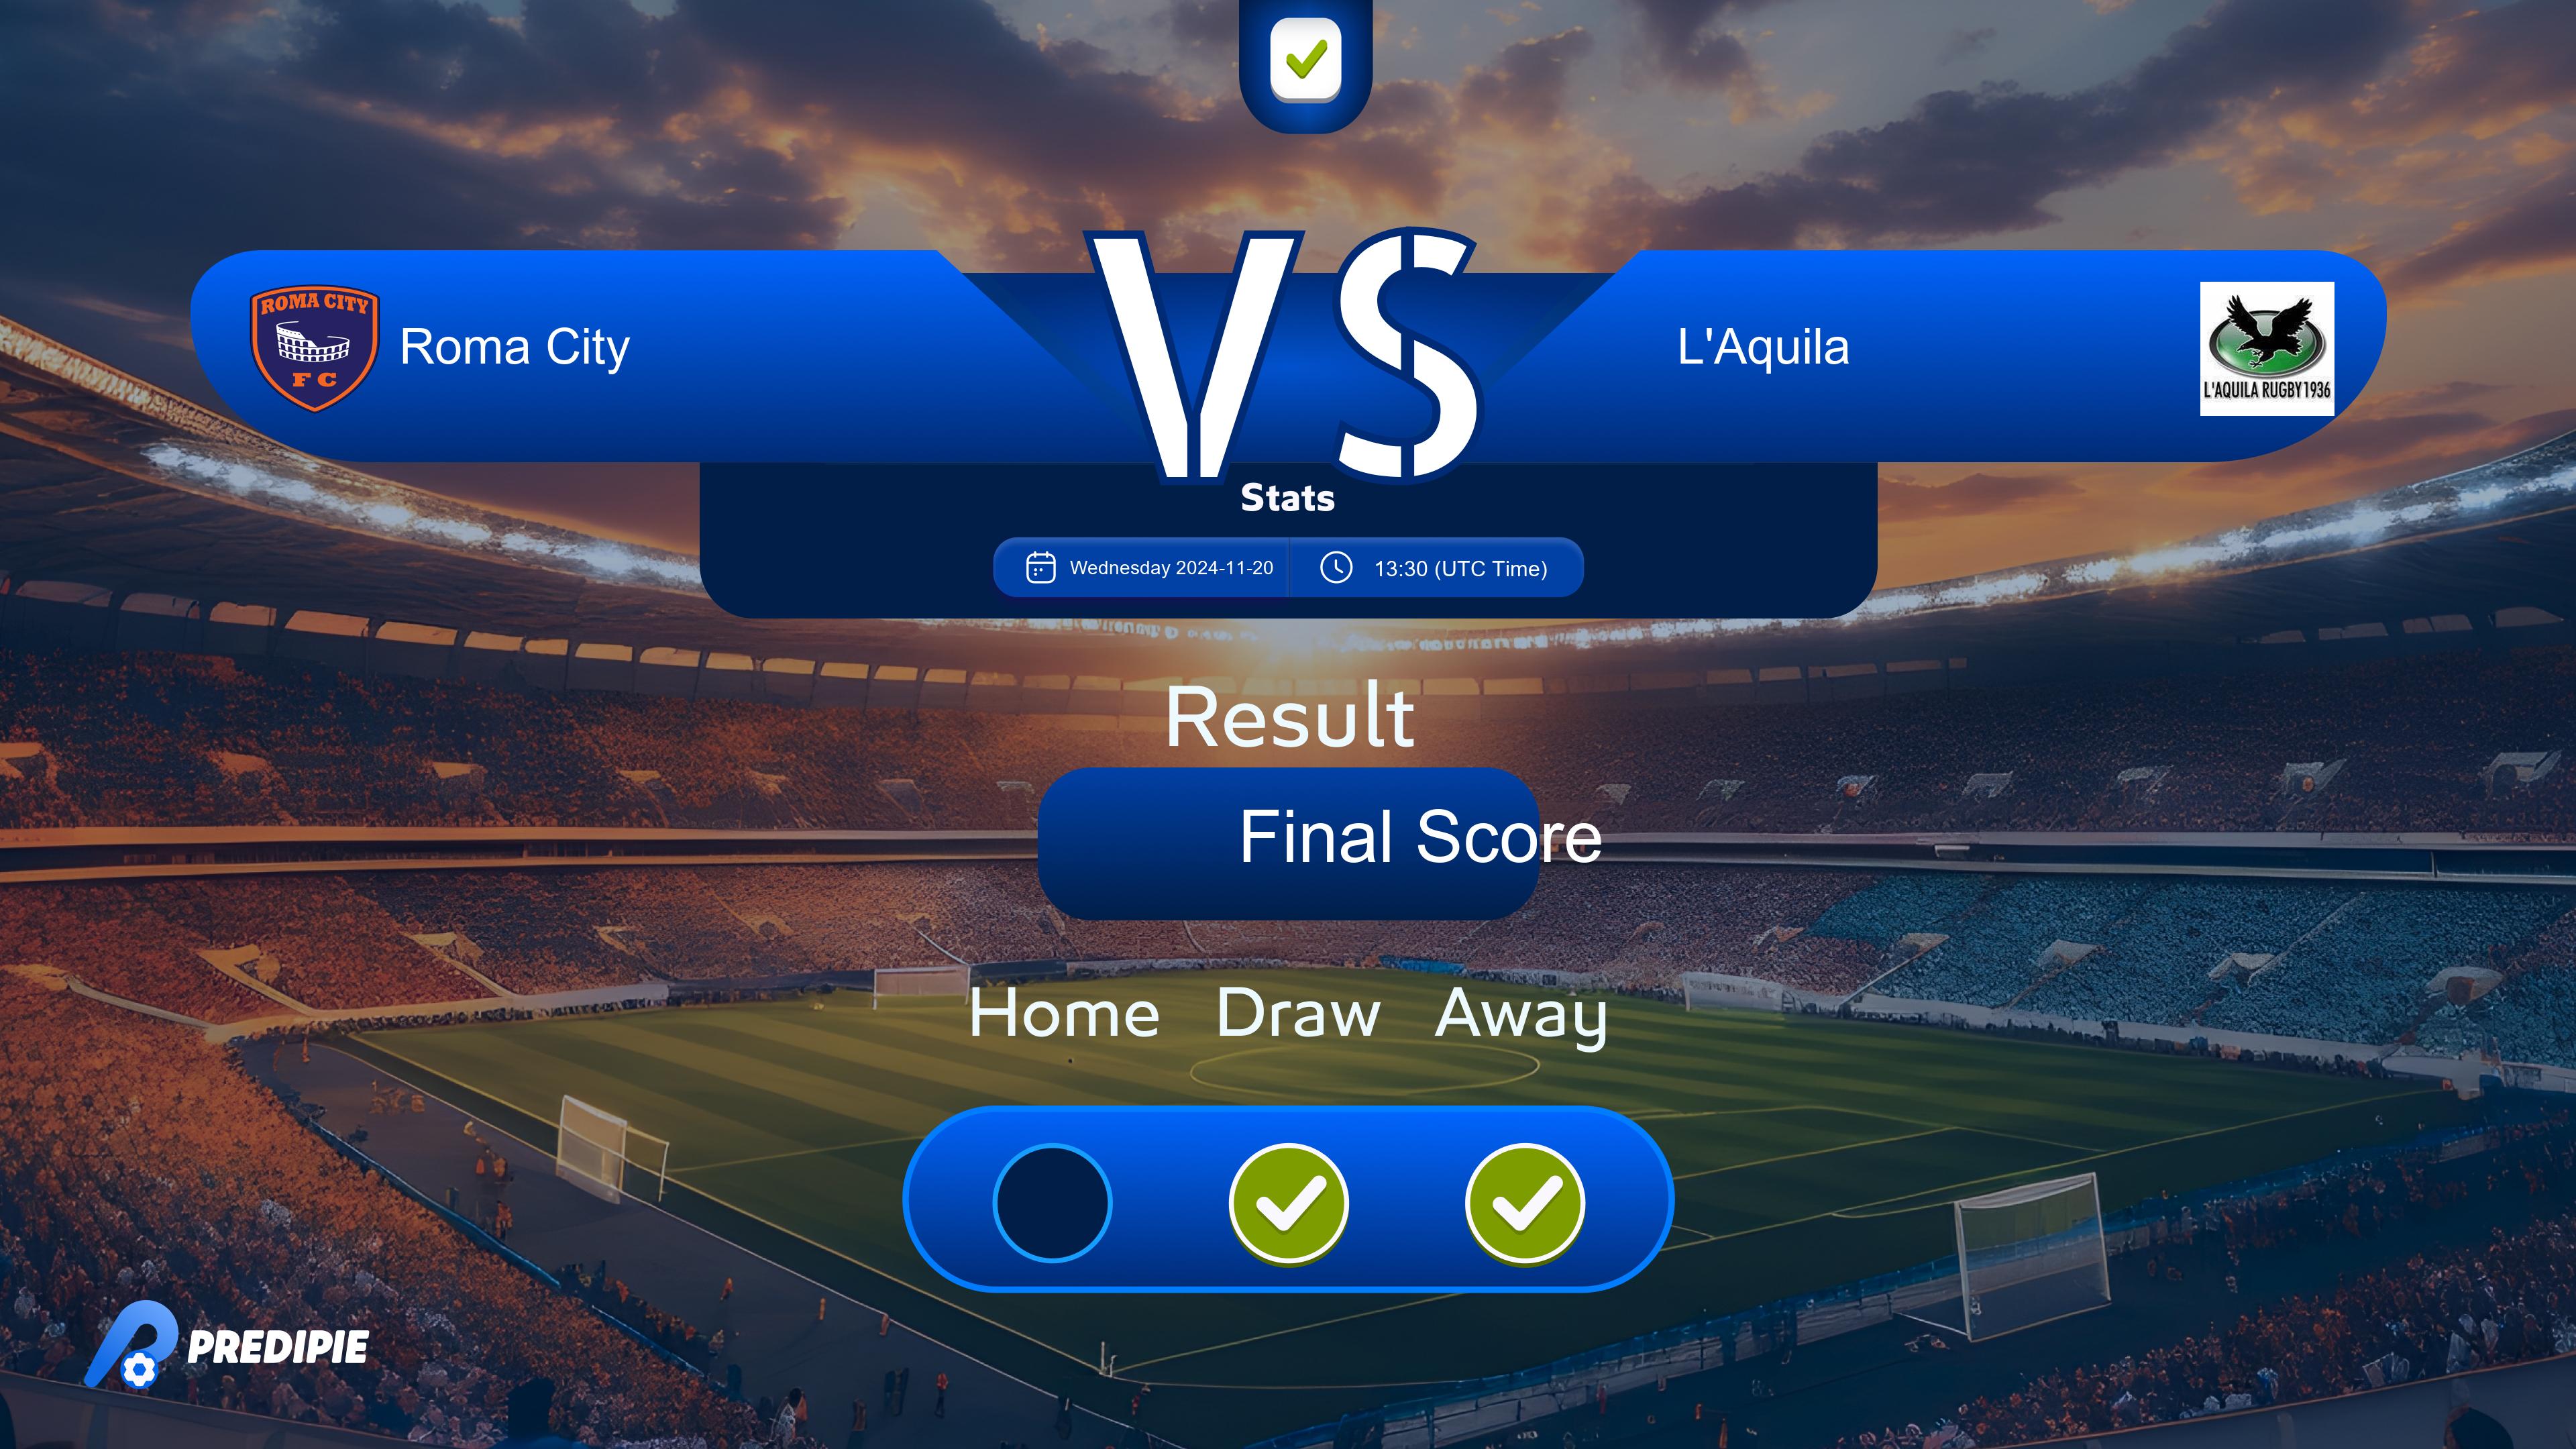 VS
ROMA CITY
FC
Roma City
L'Aquila
L'AQUILA RUGBY 1936
Stats
Wednesday 2024-11-20
13:30 (UTC Time)
Result
Final Score
Home Draw Away
PREDIPIE